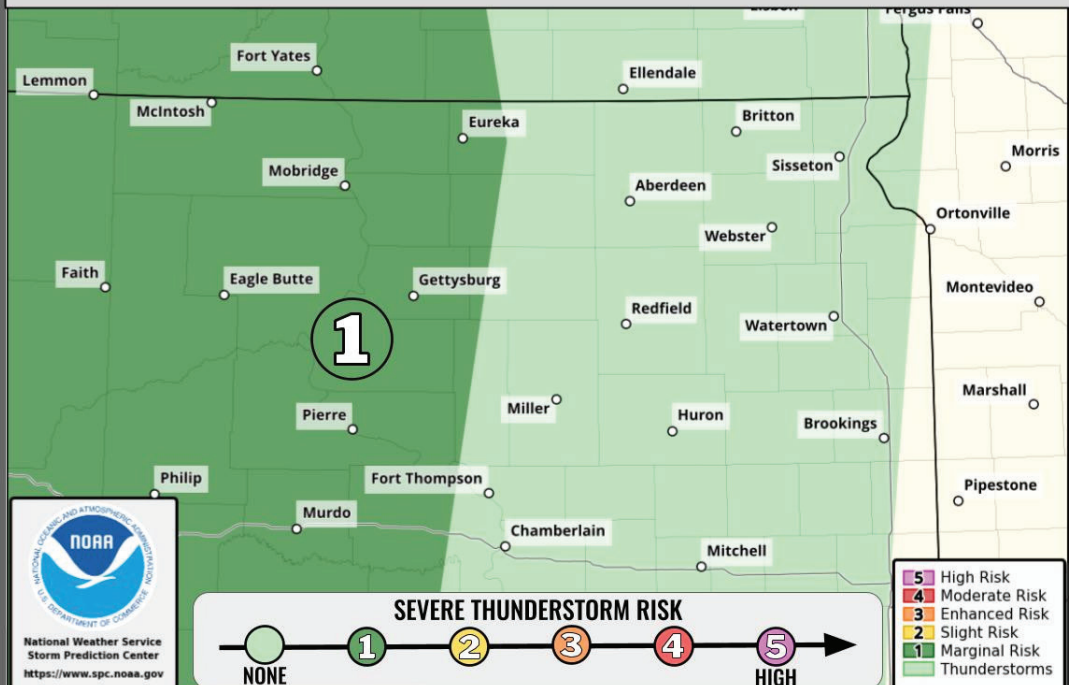 Lisbon
Fergus Falls
Fort Yates
Ellendale
Lemmon
McIntosh
Eureka
Britton
Morris
Mobridge
Sisseton
Aberdeen
Ortonville
Webster
Faith
Eagle Butte
Gettysburg
Montevideo
1
Redfield
Watertown
Marshall
Miller
Huron
Brookings
Pierre
Philip
Fort Thompson
Pipestone
Murdo
Chamberlain
Mitchell
NATIONAL OCEANIC AND ATMOSPHERIC ADMINISTRATION
NOAA
U.S. DEPARTMENT OF COMMERCE
National Weather Service
Storm Prediction Center
https://www.spc.noaa.gov
SEVERE THUNDERSTORM RISK
1 2 3 4 5
NONE HIGH
5 High Risk
4 Moderate Risk
3 Enhanced Risk
2 Slight Risk
1 Marginal Risk
Thunderstorms